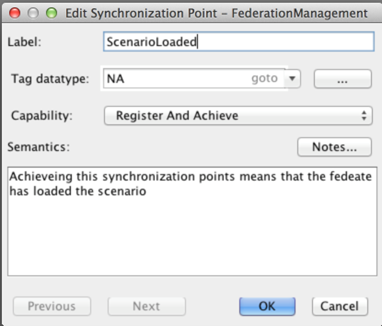 Edit Synchronization Point – FederationManagement
Label: ScenarioLoaded
Tag datatype: NA goto ...
Capability: Register And Achieve
Semantics: Notes...
Achieveing this synchronization points means that the fedeate
has loaded the scenario
Previous Next OK Cancel